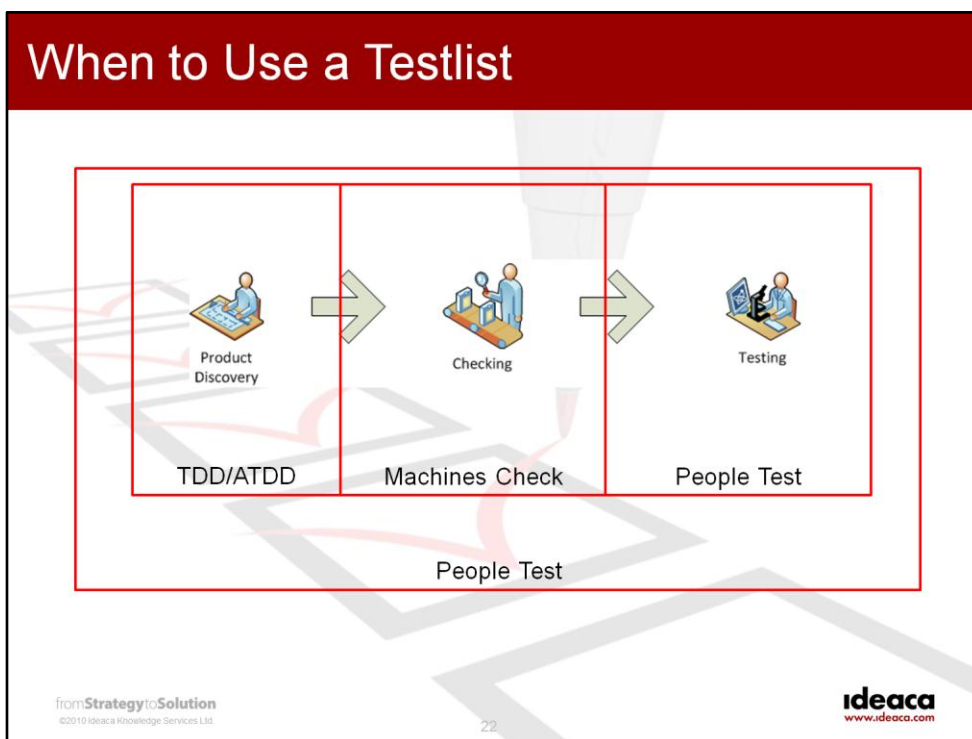 When to Use a Testlist
Product
Discovery
Checking
Testing
TDD/ATDD
Machines Check
People Test
People Test
fromStrategytoSolution
©2010 Ideaca Knowledge Services Ltd.
22
ideaca
www.ideaca.com